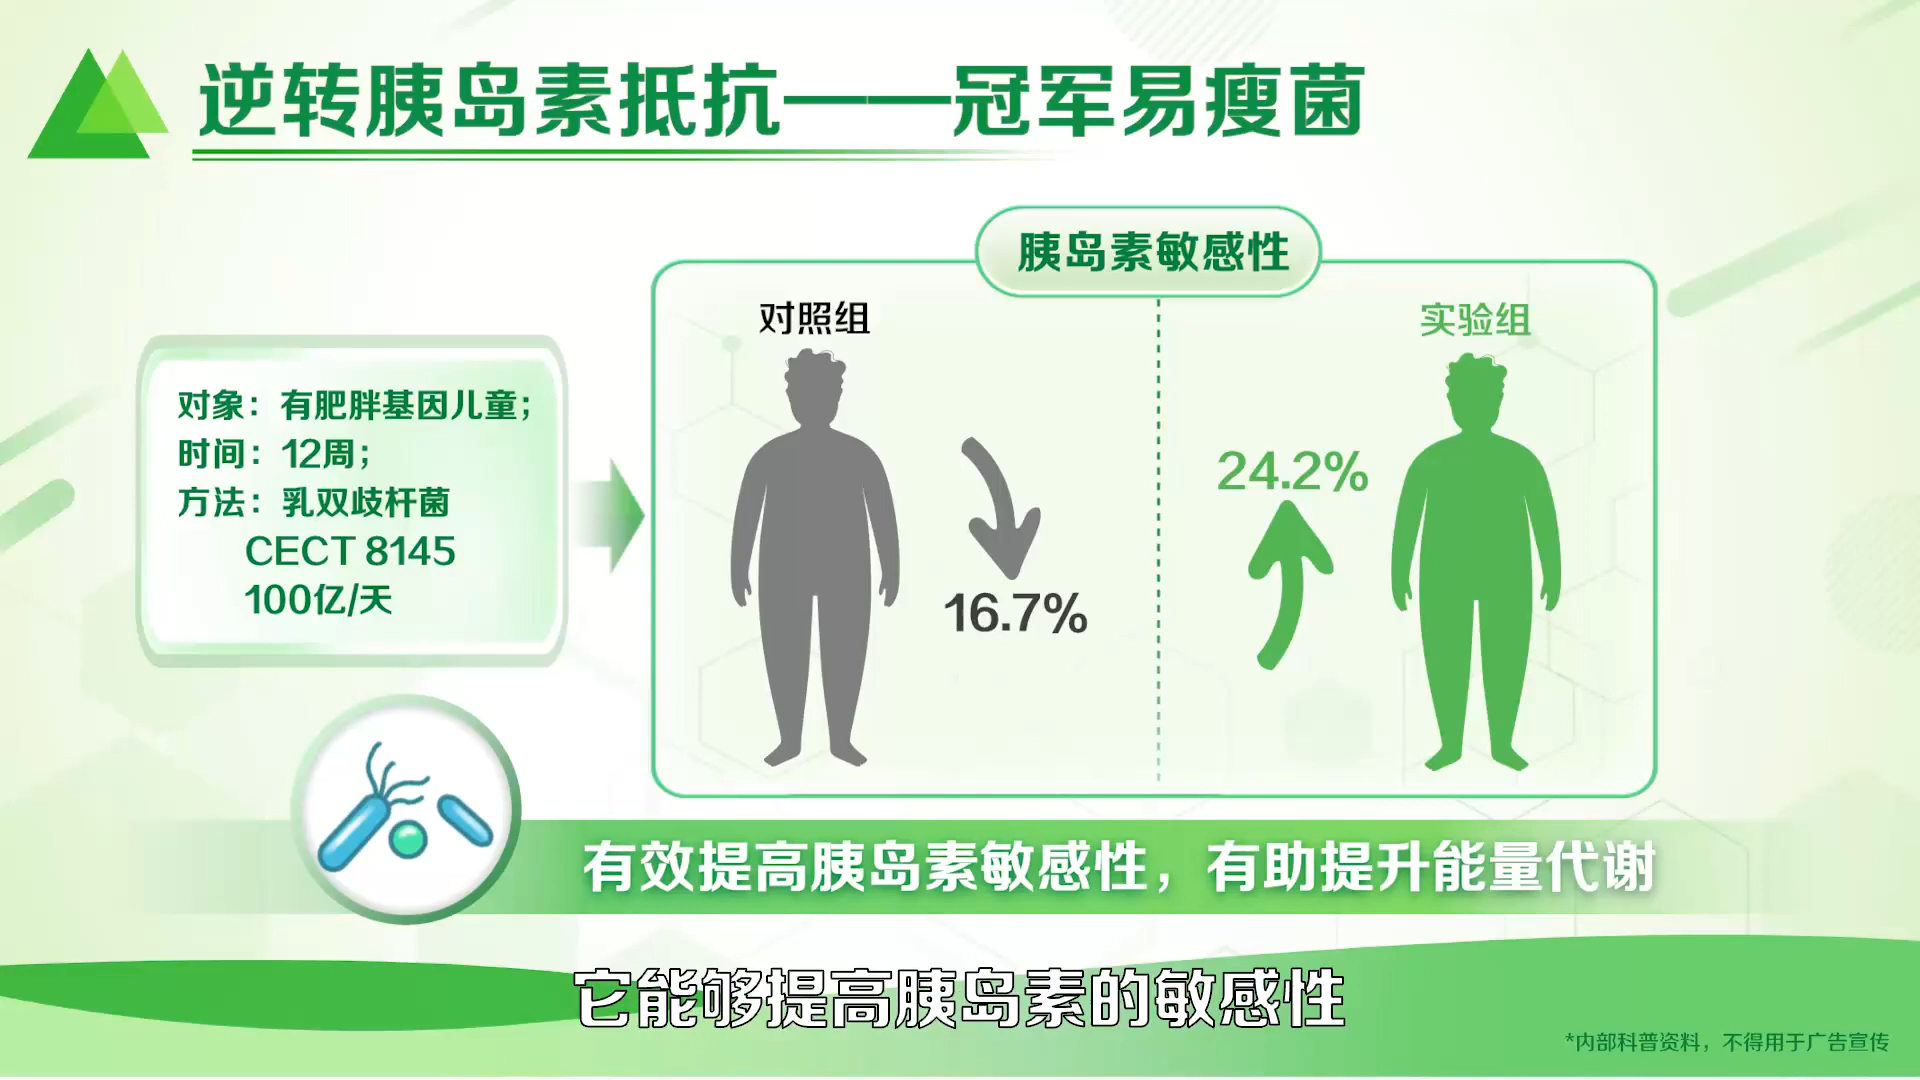 逆转胰岛素抵抗——冠军易瘦菌
胰岛素敏感性
对照组
实验组
对象：有肥胖基因儿童；
时间：12周；
方法：乳双歧杆菌
CECT 8145
100亿/天
16.7%
24.2%
有效提高胰岛素敏感性，有助提升能量代谢
它能够提高胰岛素的敏感性
*内部科普资料，不得用于广告宣传